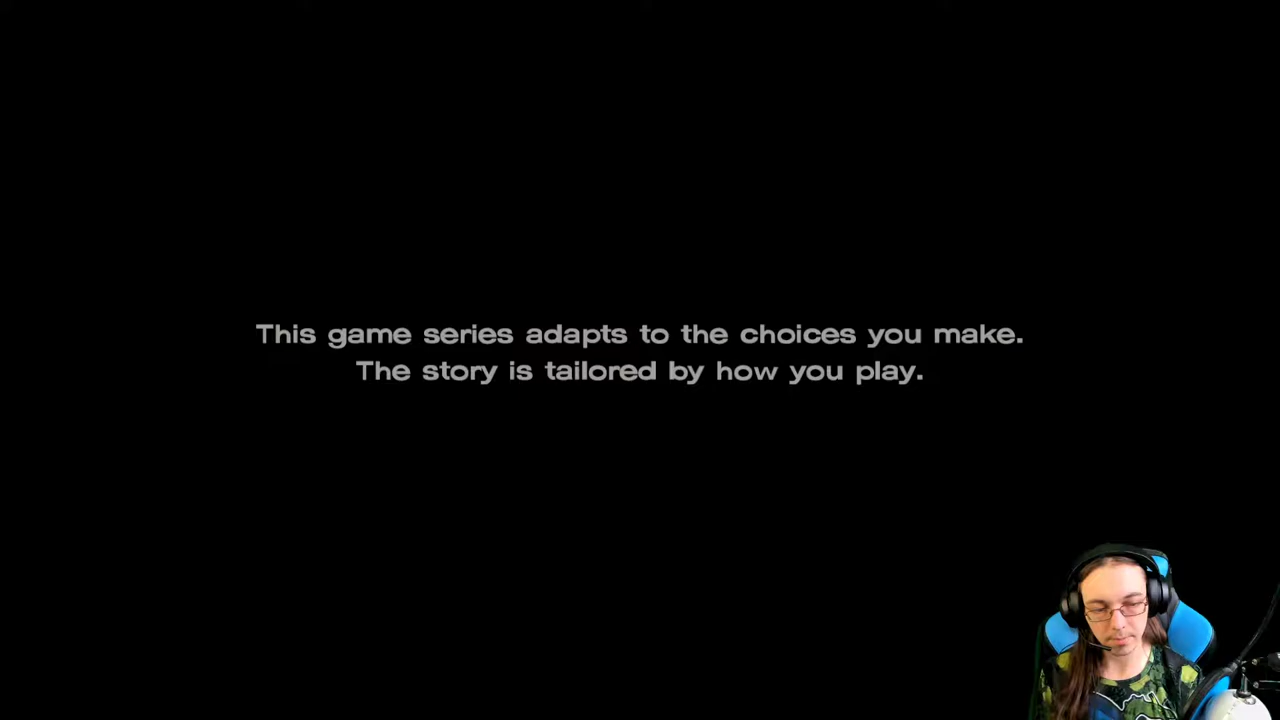 This game series adapts to the choices you make.
The story is tailored by how you play.